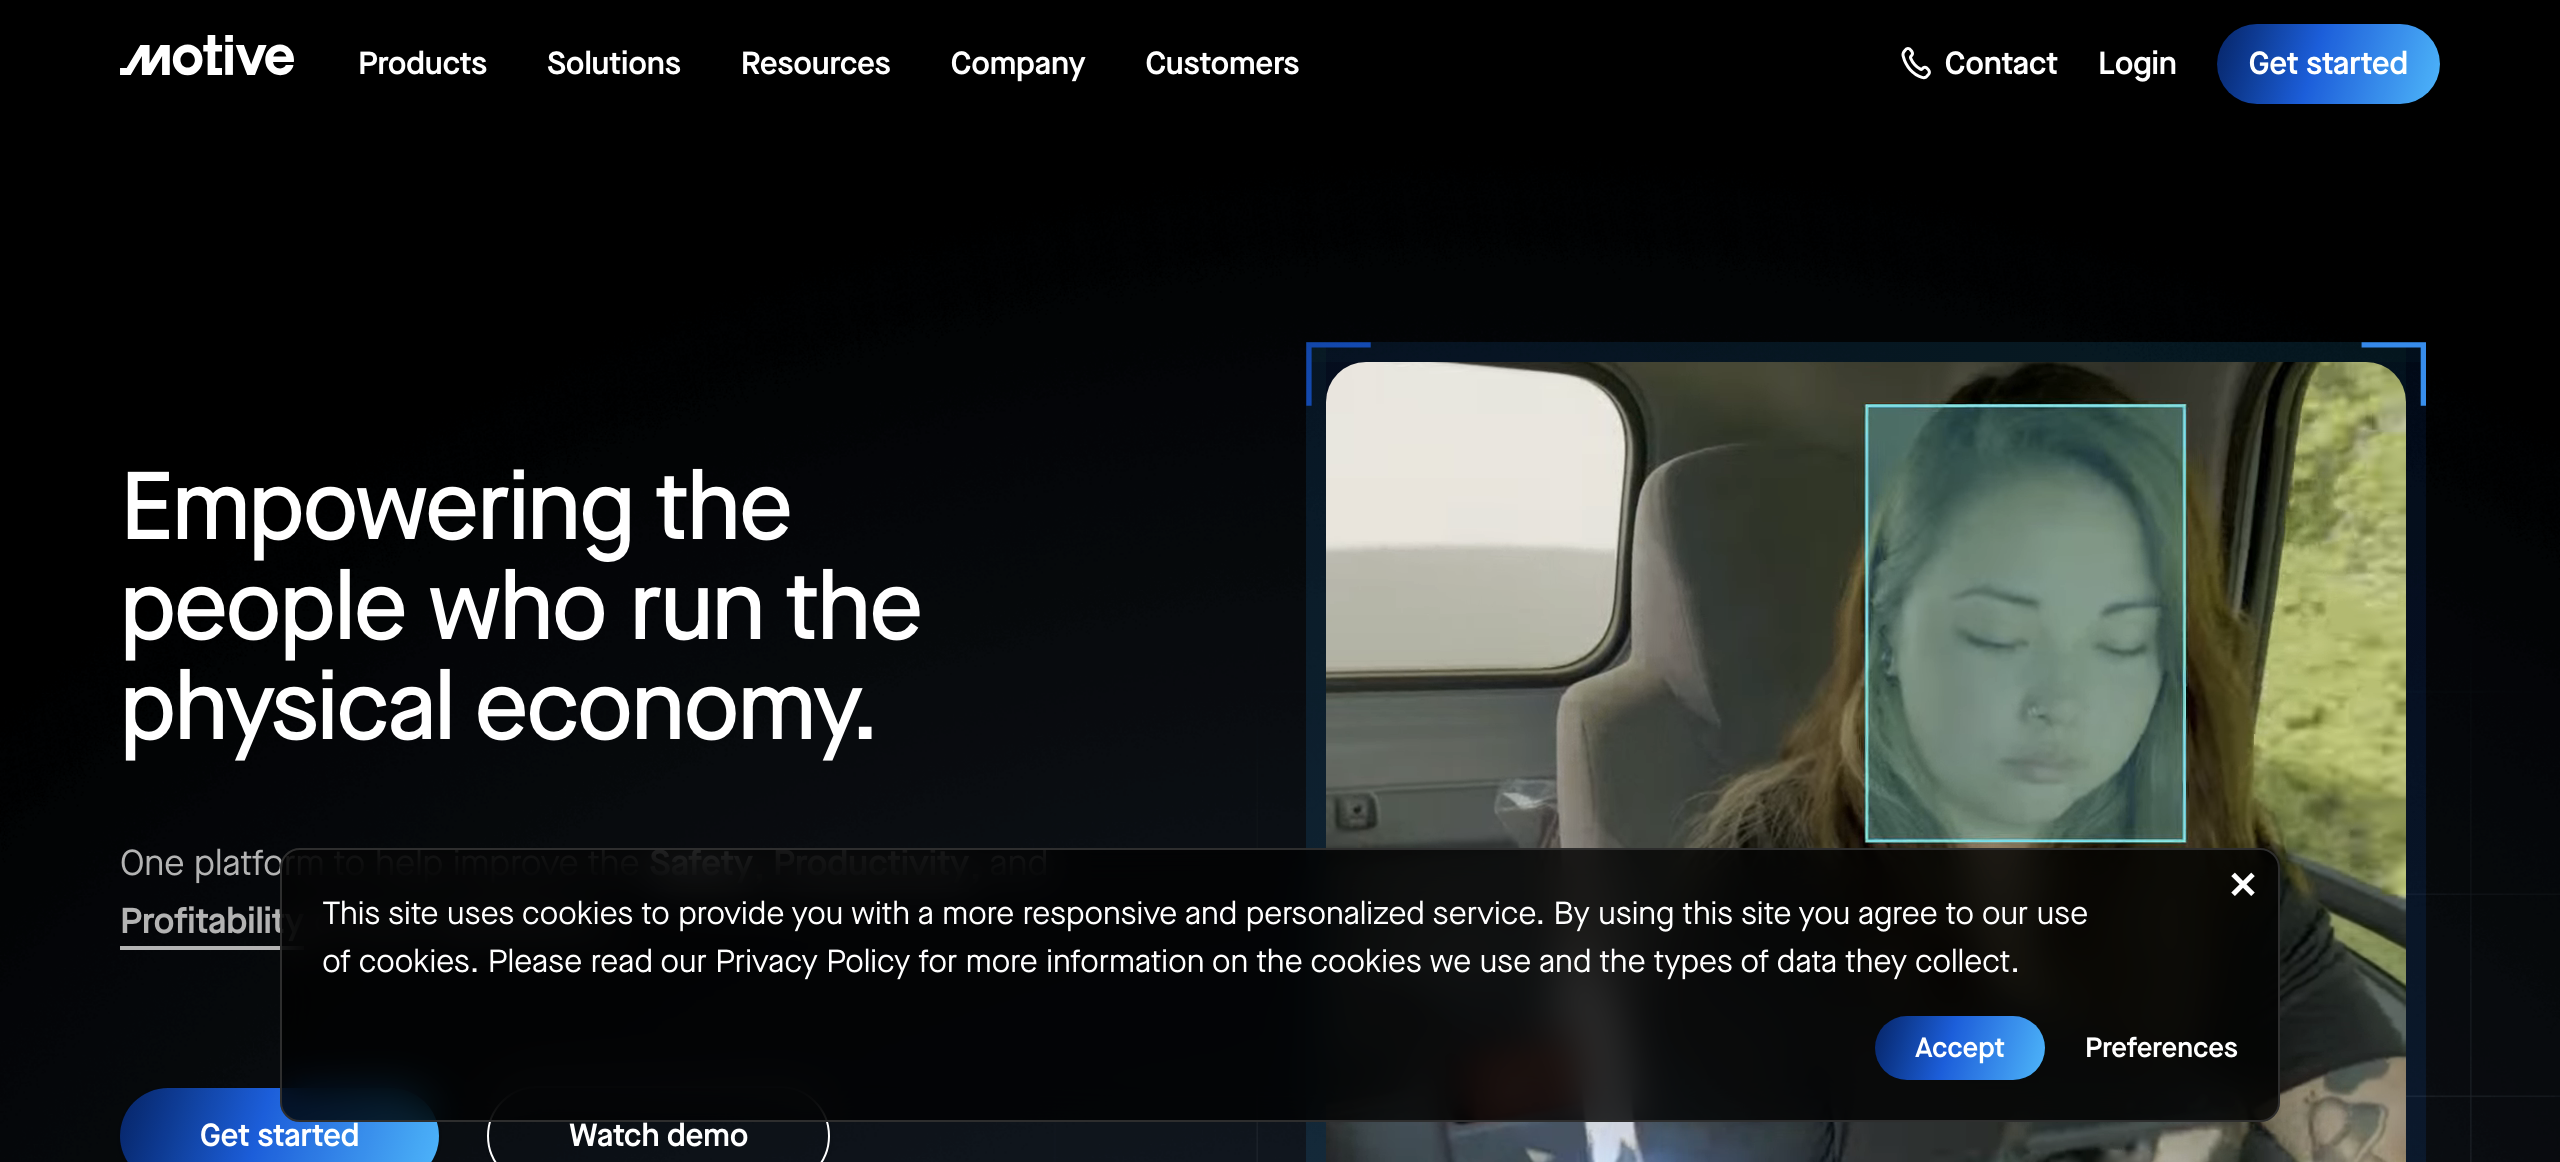 motive
Products
Solutions
Resources
Company
Customers
Contact
Login
Get started
Empowering the
people who run the
physical economy.
One platform to help improve the Safety, Productivity, and
Profitability
This site uses cookies to provide you with a more responsive and personalized service. By using this site you agree to our use
of cookies. Please read our Privacy Policy for more information on the cookies we use and the types of data they collect.
Accept
Preferences
Get started
Watch demo